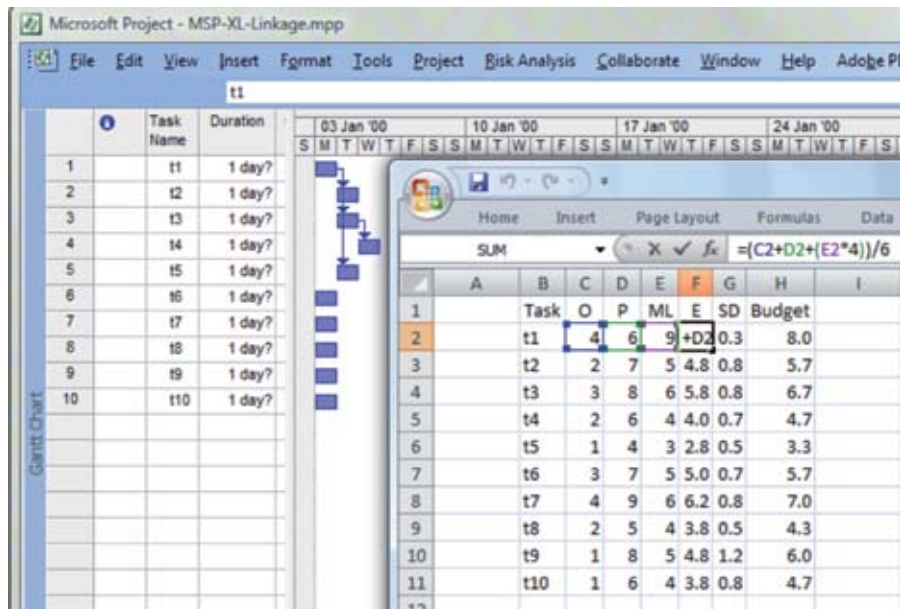 Microsoft Project - MSP-XL-Linkage.mpp
File Edit View Insert Format Tools Project Risk Analysis Collaborate Window Help Adobe P
t1
Task Name Duration
03 Jan '00 10 Jan '00 17 Jan '00 24 Jan '00
S M T W T F S S M T W T F S S M T W T F S S M T W T F S
1 t1 1 day?
2 t2 1 day?
3 t3 1 day?
4 t4 1 day?
5 t5 1 day?
6 t6 1 day?
7 t7 1 day?
8 t8 1 day?
9 t9 1 day?
10 t10 1 day?
Gantt Chart
Home Insert Page Layout Formulas Data
SUM fx =(C2+D2+(E2*4))/6
A B C D E F G H I
1 Task O P ML E SD Budget
2 t1 4 6 9 +D2 0.3 8.0
3 t2 2 7 5 4.8 0.8 5.7
4 t3 3 8 6 5.8 0.8 6.7
5 t4 2 6 4 4.0 0.7 4.7
6 t5 1 4 3 2.8 0.5 3.3
7 t6 3 7 5 5.0 0.7 5.7
8 t7 4 9 6 6.2 0.8 7.0
9 t8 2 5 4 3.8 0.5 4.3
10 t9 1 8 5 4.8 1.2 6.0
11 t10 1 6 4 3.8 0.8 4.7